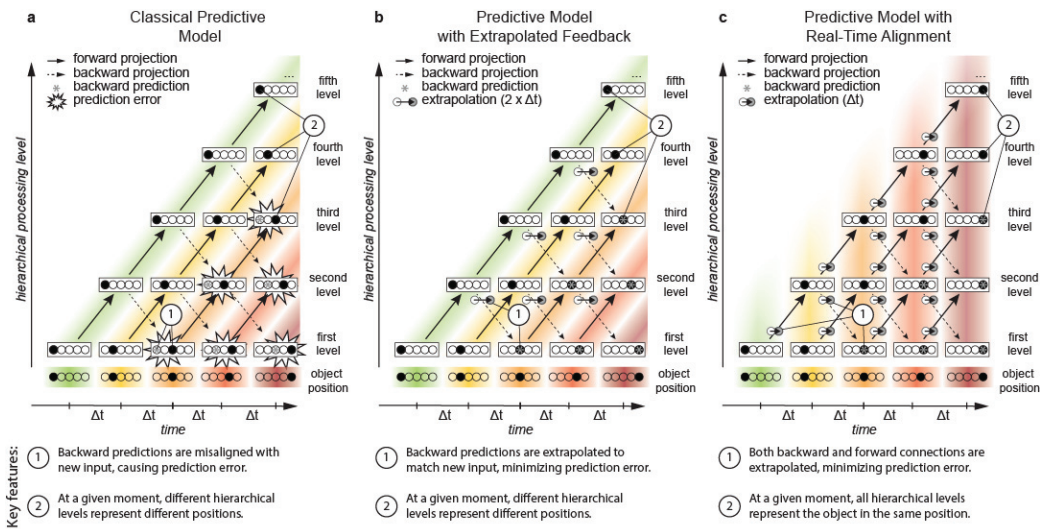 a
Classical Predictive
Model
forward projection
backward projection
backward prediction
prediction error
hierarchical processing level
...
fifth
level
2
fourth
level
third
level
second
level
1
first
level
object
position
Δt Δt Δt Δt
time
b
Predictive Model
with Extrapolated Feedback
forward projection
backward projection
backward prediction
extrapolation (2 x Δt)
hierarchical processing level
...
fifth
level
2
fourth
level
third
level
second
level
1
first
level
object
position
Δt Δt Δt Δt
time
c
Predictive Model with
Real-Time Alignment
forward projection
backward projection
backward prediction
extrapolation (Δt)
hierarchical processing level
...
fifth
level
2
fourth
level
third
level
second
level
1
first
level
object
position
Δt Δt Δt Δt
time
Key features:
1 Backward predictions are misaligned with
new input, causing prediction error.
2 At a given moment, different hierarchical
levels represent different positions.
1 Backward predictions are extrapolated to
match new input, minimizing prediction error.
2 At a given moment, different hierarchical
levels represent different positions.
1 Both backward and forward connections are
extrapolated, minimizing prediction error.
2 At a given moment, all hierarchical levels
represent the object in the same position.